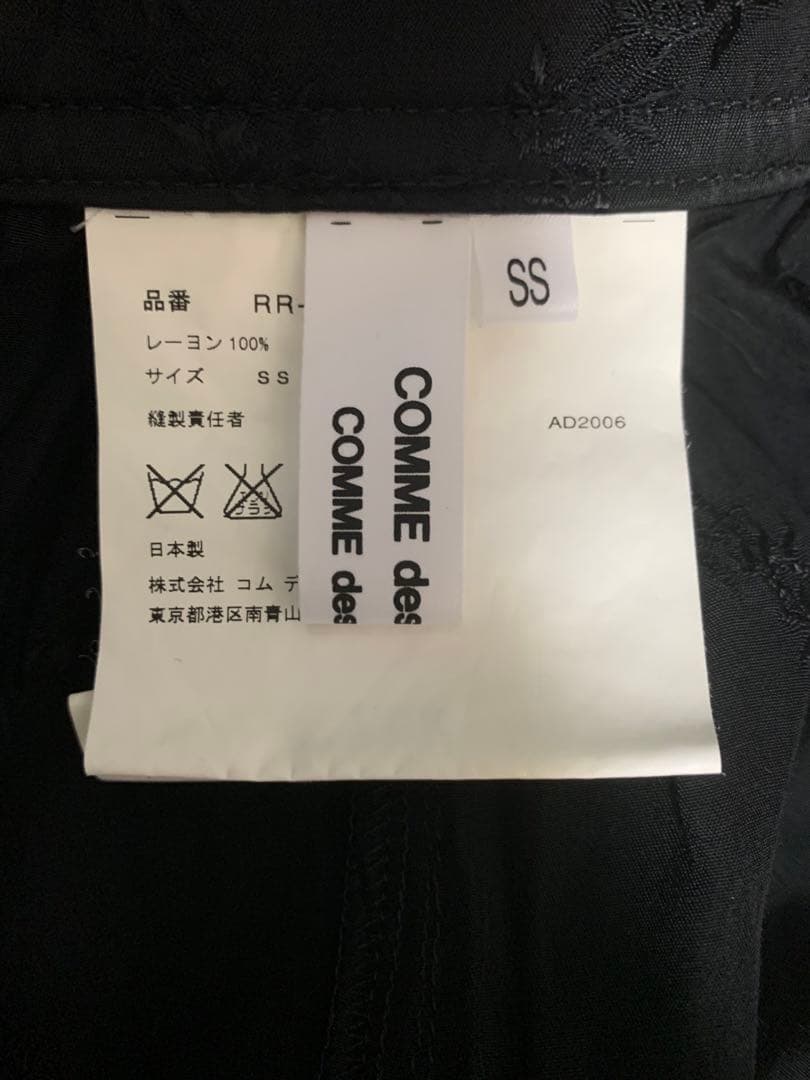 品番 RR-
レーヨン 100%
サイズ SS
縫製責任者
日本製
株式会社 コム デ
東京都港区南青山
COMME des
COMME des
SS
AD2006